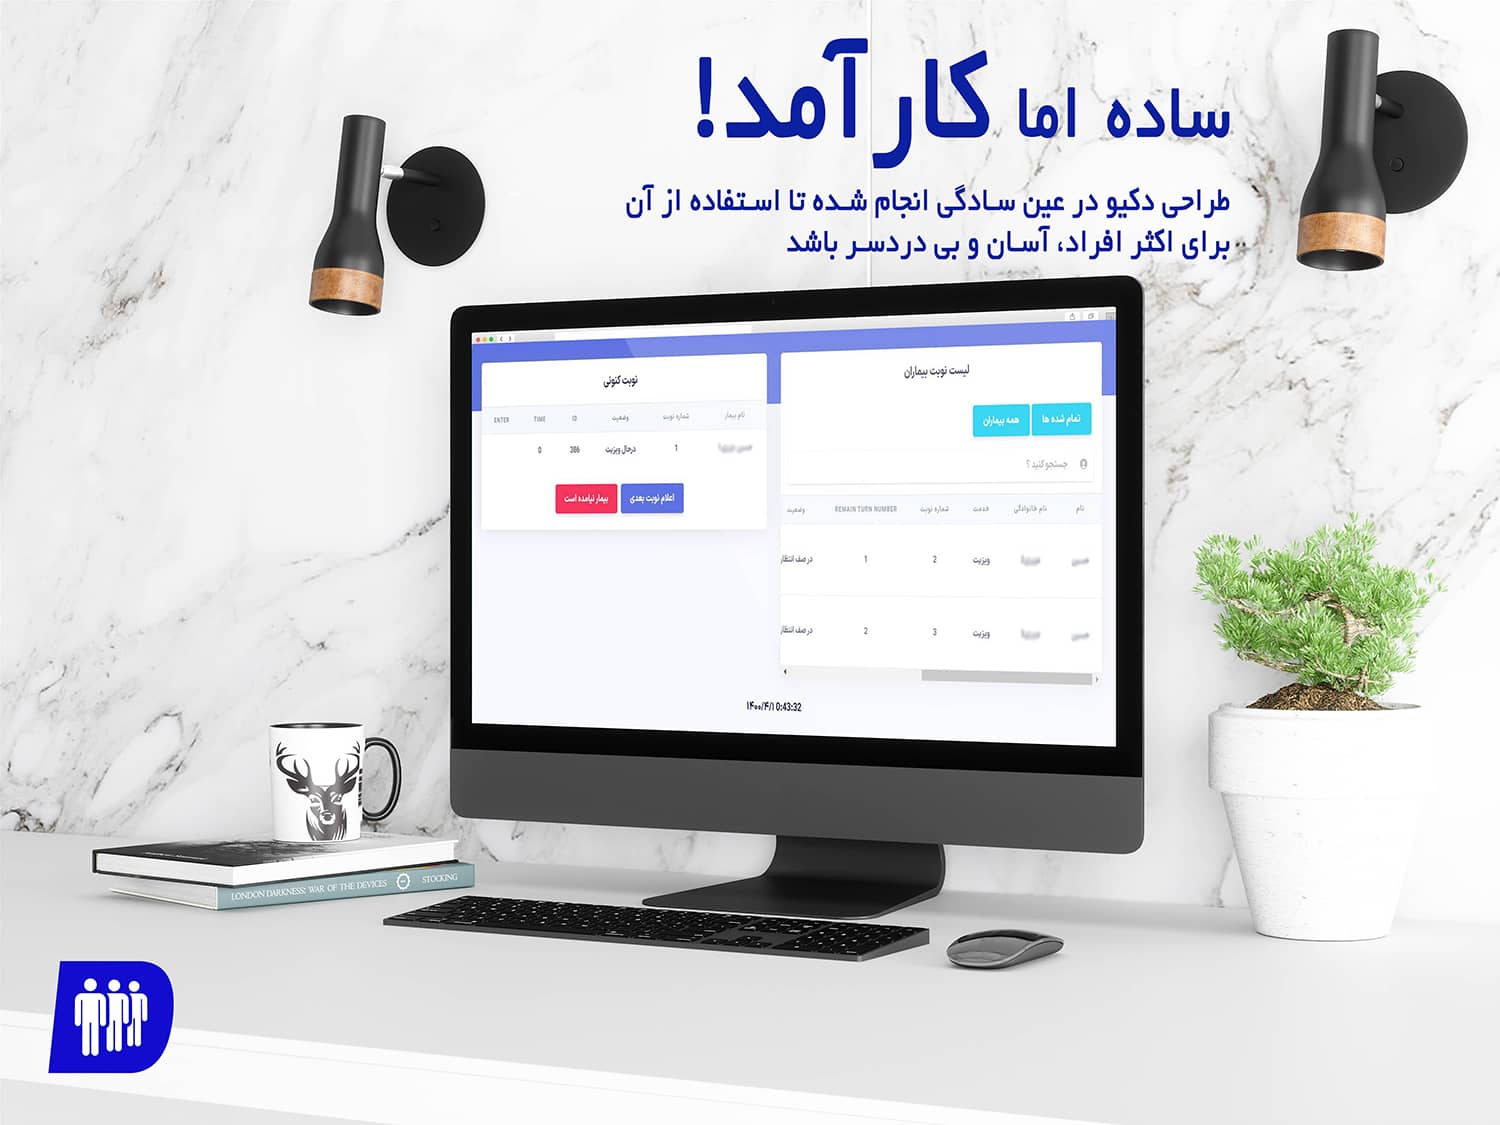 ساده اما کارآمد!
طراحی دکیو در عین سادگی انجام شده تا استفاده از آن
برای اکثر افراد، آسان و بی دردسر باشد
لیست نوبت بیماران
تمام شده ها
همه بیماران
جستجو کنید ؟
نام نام خانوادگی خدمت شماره نوبت REMAIN TURN NUMBER وضعیت
ویزیت 2 1 در صف انتظار
ویزیت 3 2 در صف انتظار
نوبت کنونی
نام بیمار شماره نوبت وضعیت ID TIME ENTER
1 درحال ویزیت 386 0
اعلام نوبت بعدی
بیمار نیامده است
۱۴۰۰/۴/۱ 0:43:32
LONDON DARKNESS: WAR OF THE DEVICES STOCKING